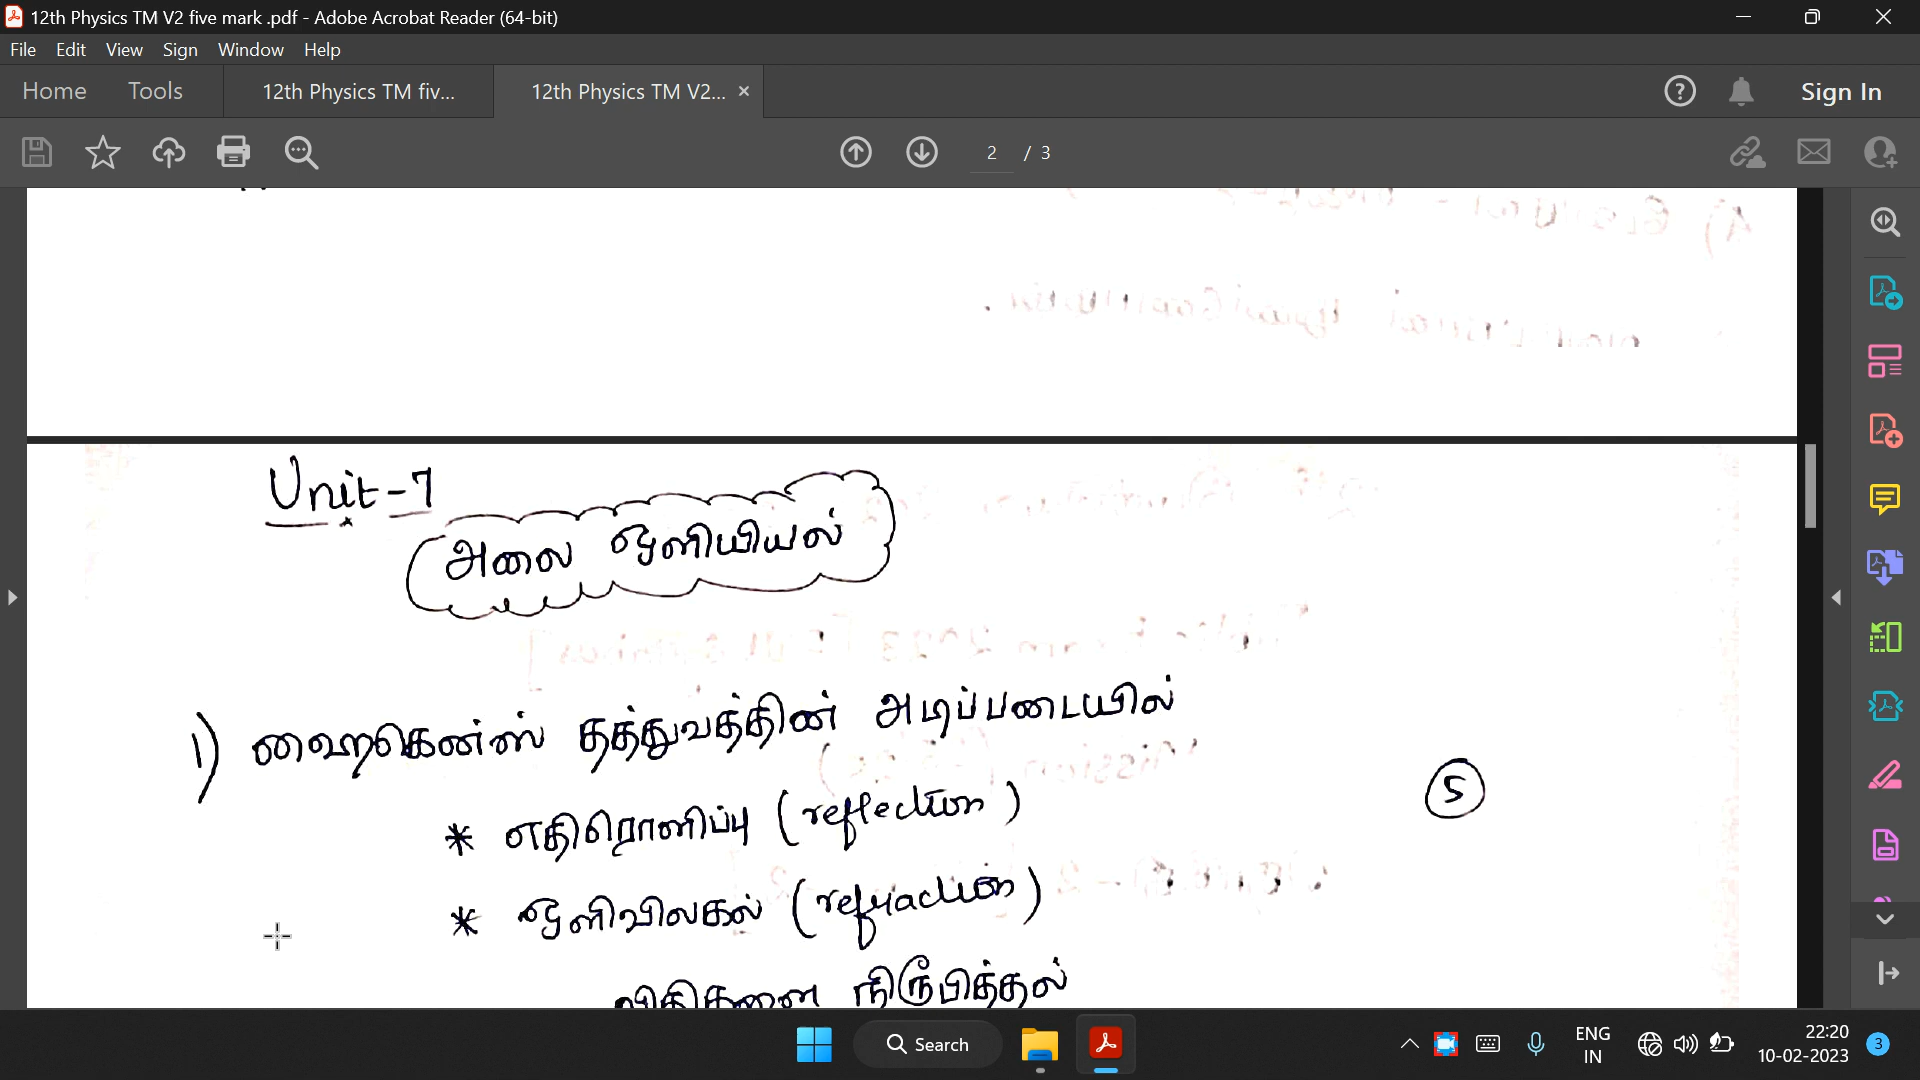 12th Physics TM V2 five mark .pdf - Adobe Acrobat Reader (64-bit)
File Edit View Sign Window Help
Home Tools 12th Physics TM fiv... 12th Physics TM V2... × Sign In
2 / 3
Unit-7
அலை ஒளியியல்
1) ஹைகென்ஸ் தத்துவத்தின் அடிப்படையில்
* எதிரொளிப்பு (reflection)
5
* ஒளிவிலகல் (refraction)
விதிகளை நிரூபித்தல்
Search
ENG
IN
22:20
10-02-2023
3